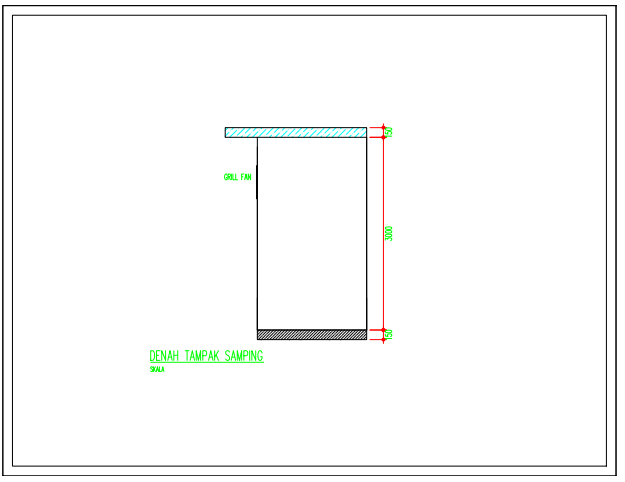 150
GRILL FAN
3000
150
DENAH TAMPAK SAMPING
SKALA